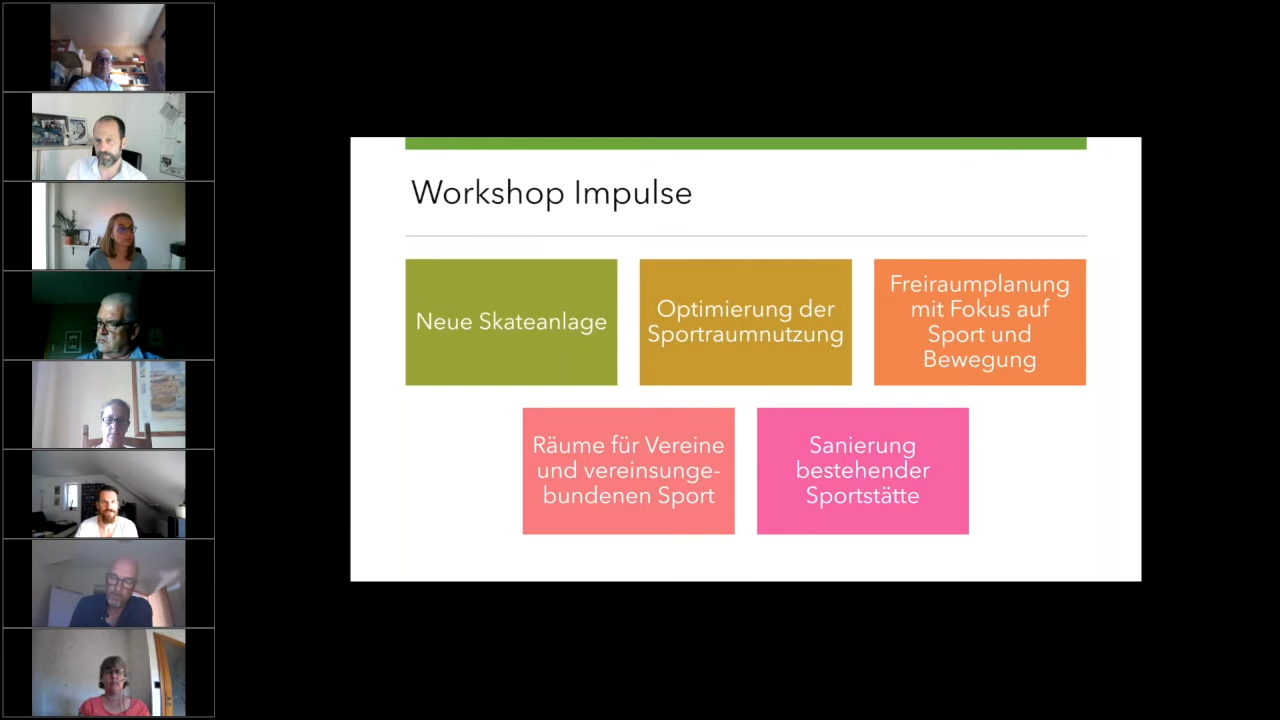 Workshop Impulse
Neue Skateanlage
Optimierung der
Sportraumnutzung
Freiraumplanung
mit Fokus auf
Sport und
Bewegung
Räume für Vereine
und vereinsunge-
bundenen Sport
Sanierung
bestehender
Sportstätte